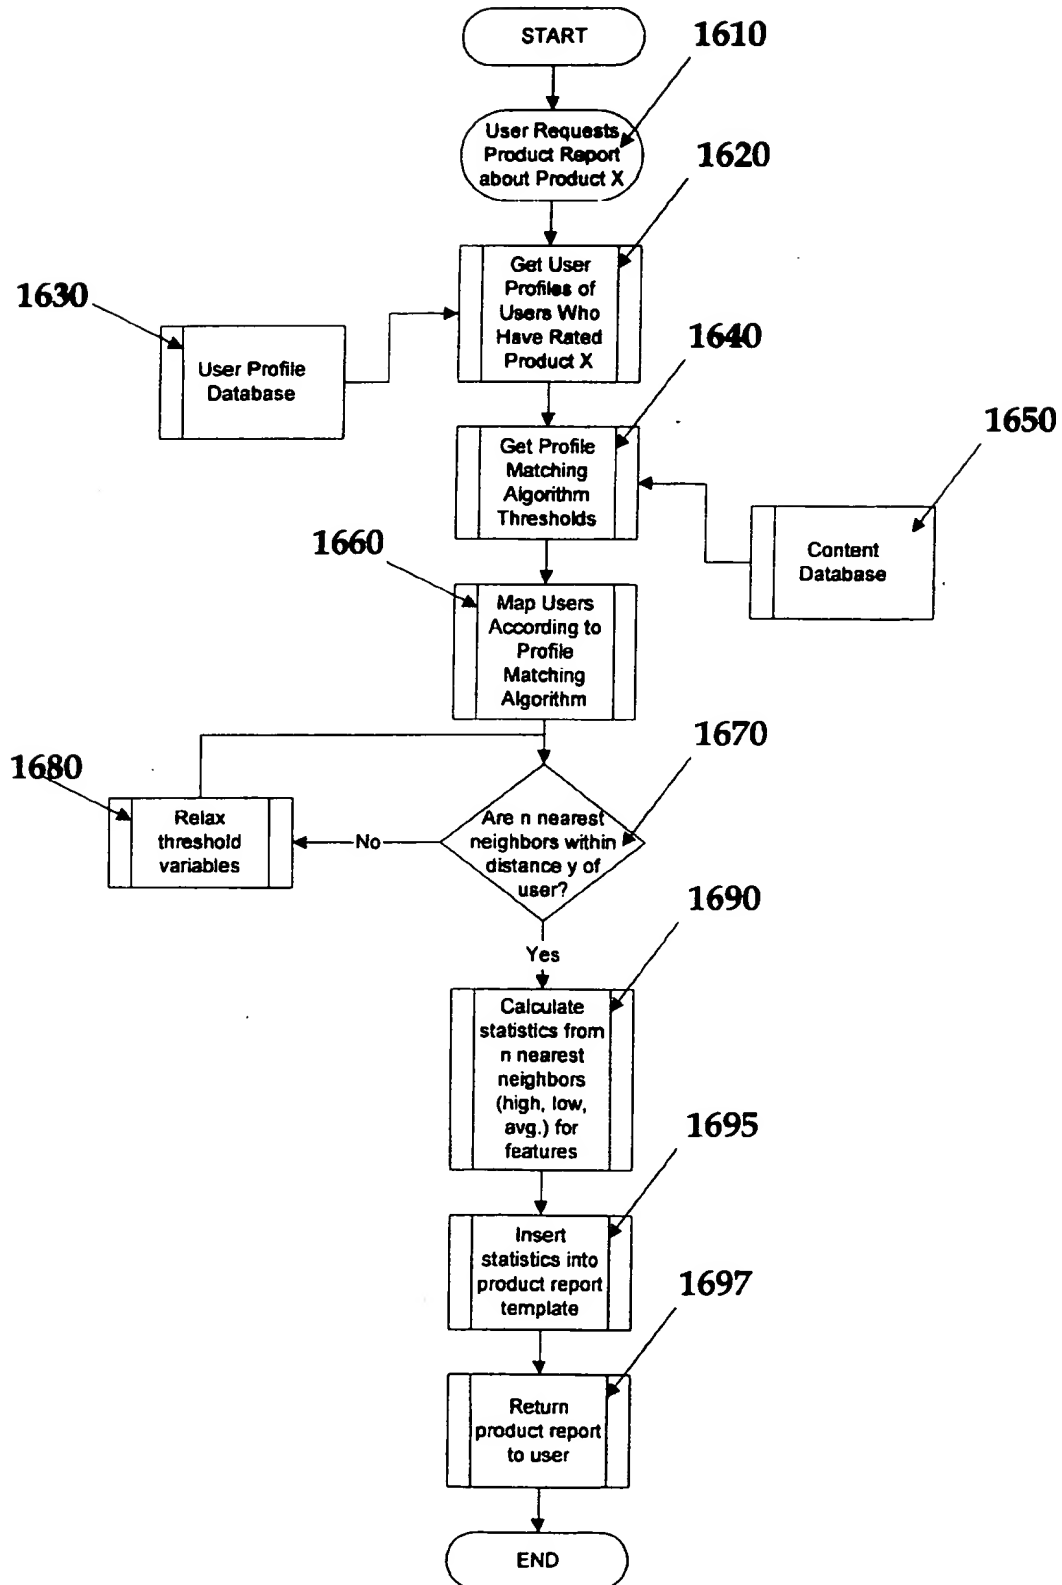 START
1610
User Requests
Product Report
about Product X
1620
Get User
Profiles of
Users Who
Have Rated
Product X
1630
User Profile
Database
1640
Get Profile
Matching
Algorithm
Thresholds
1650
Content
Database
1660
Map Users
According to
Profile
Matching
Algorithm
1670
Are n nearest
neighbors within
distance y of
user?
No
1680
Relax
threshold
variables
Yes
1690
Calculate
statistics from
n nearest
neighbors
(high, low,
avg.) for
features
1695
Insert
statistics into
product report
template
1697
Return
product report
to user
END